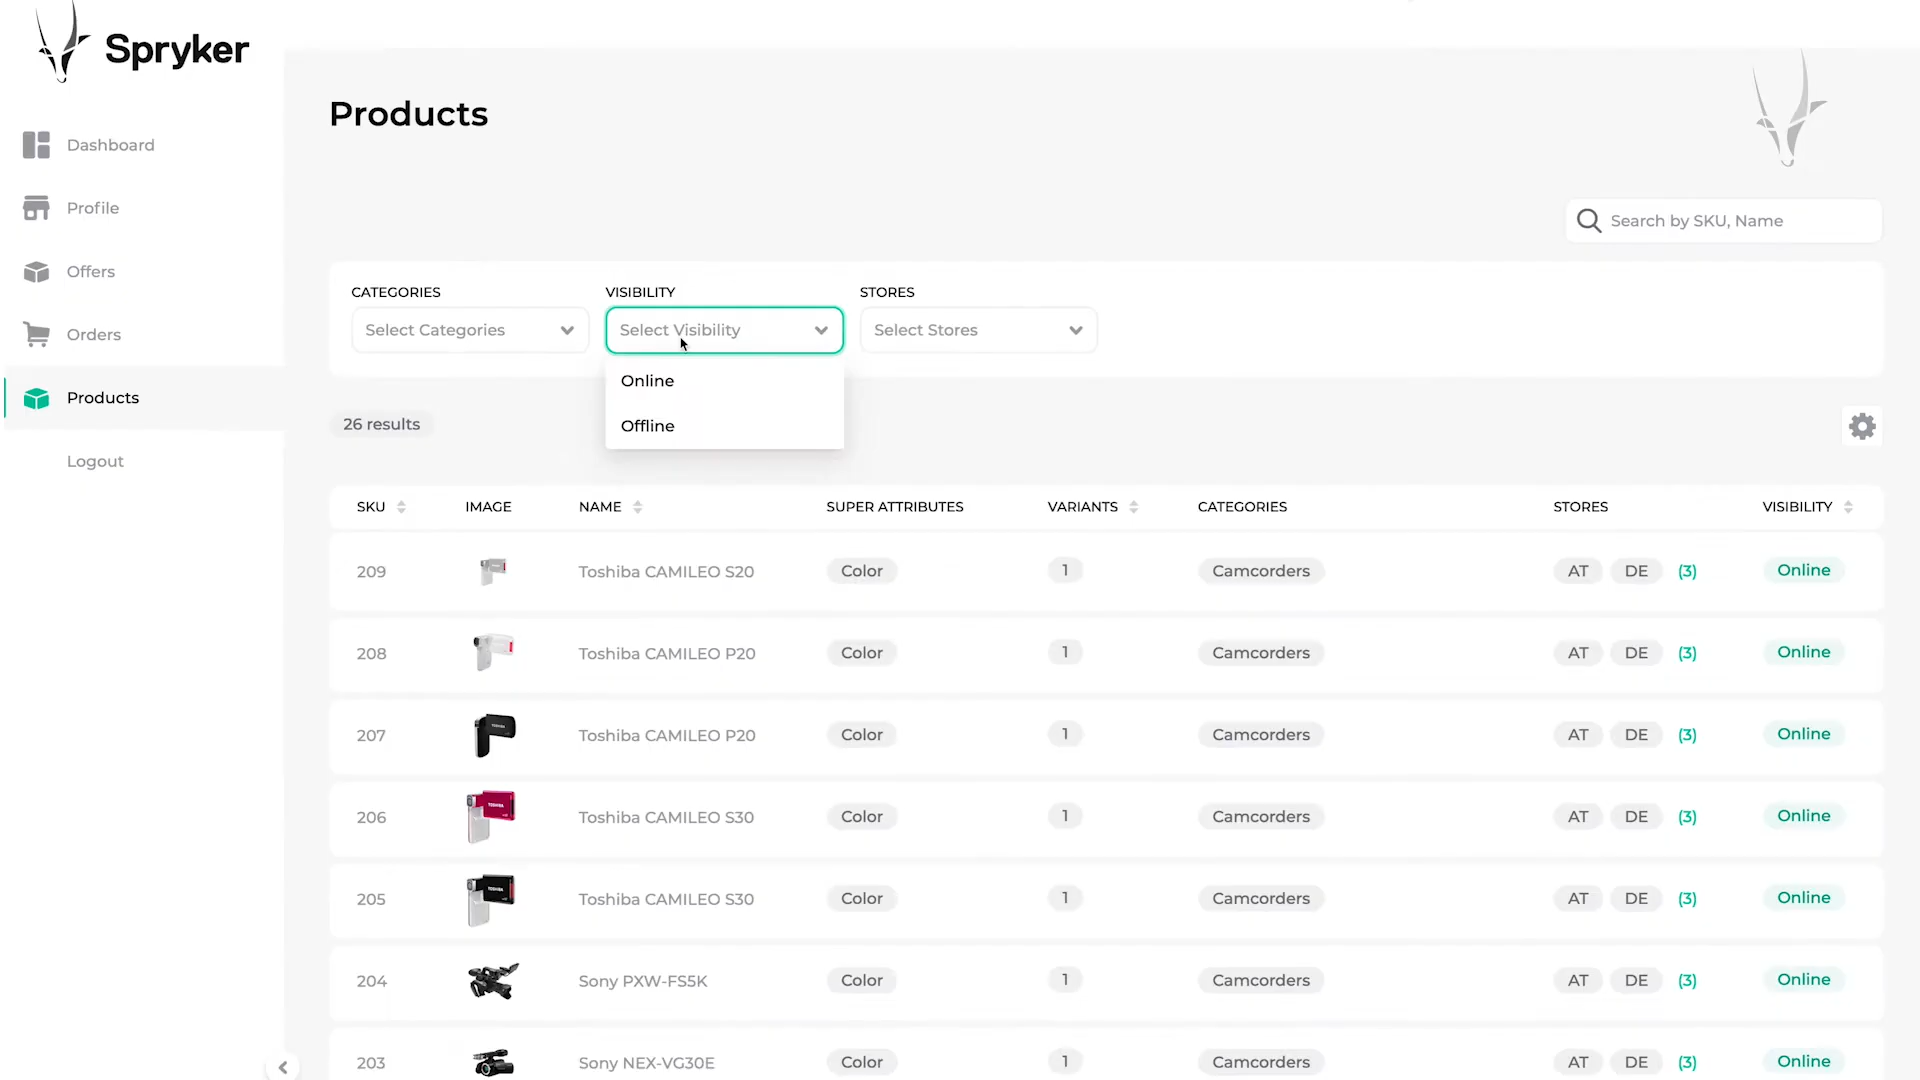 Spryker
Dashboard
Profile
Offers
Orders
Products
Logout
Products
Search by SKU, Name
CATEGORIES VISIBILITY STORES
Select Categories Select Visibility Select Stores
Online
Offline
26 results
SKU IMAGE NAME SUPER ATTRIBUTES VARIANTS CATEGORIES STORES VISIBILITY
209 Toshiba CAMILEO S20 Color 1 Camcorders AT DE (3) Online
208 Toshiba CAMILEO P20 Color 1 Camcorders AT DE (3) Online
207 Toshiba CAMILEO P20 Color 1 Camcorders AT DE (3) Online
206 TOSHIBA Toshiba CAMILEO S30 Color 1 Camcorders AT DE (3) Online
205 TOSHIBA Toshiba CAMILEO S30 Color 1 Camcorders AT DE (3) Online
204 Sony PXW-FS5K Color 1 Camcorders AT DE (3) Online
203 Sony NEX-VG30E Color 1 Camcorders AT DE (3) Online